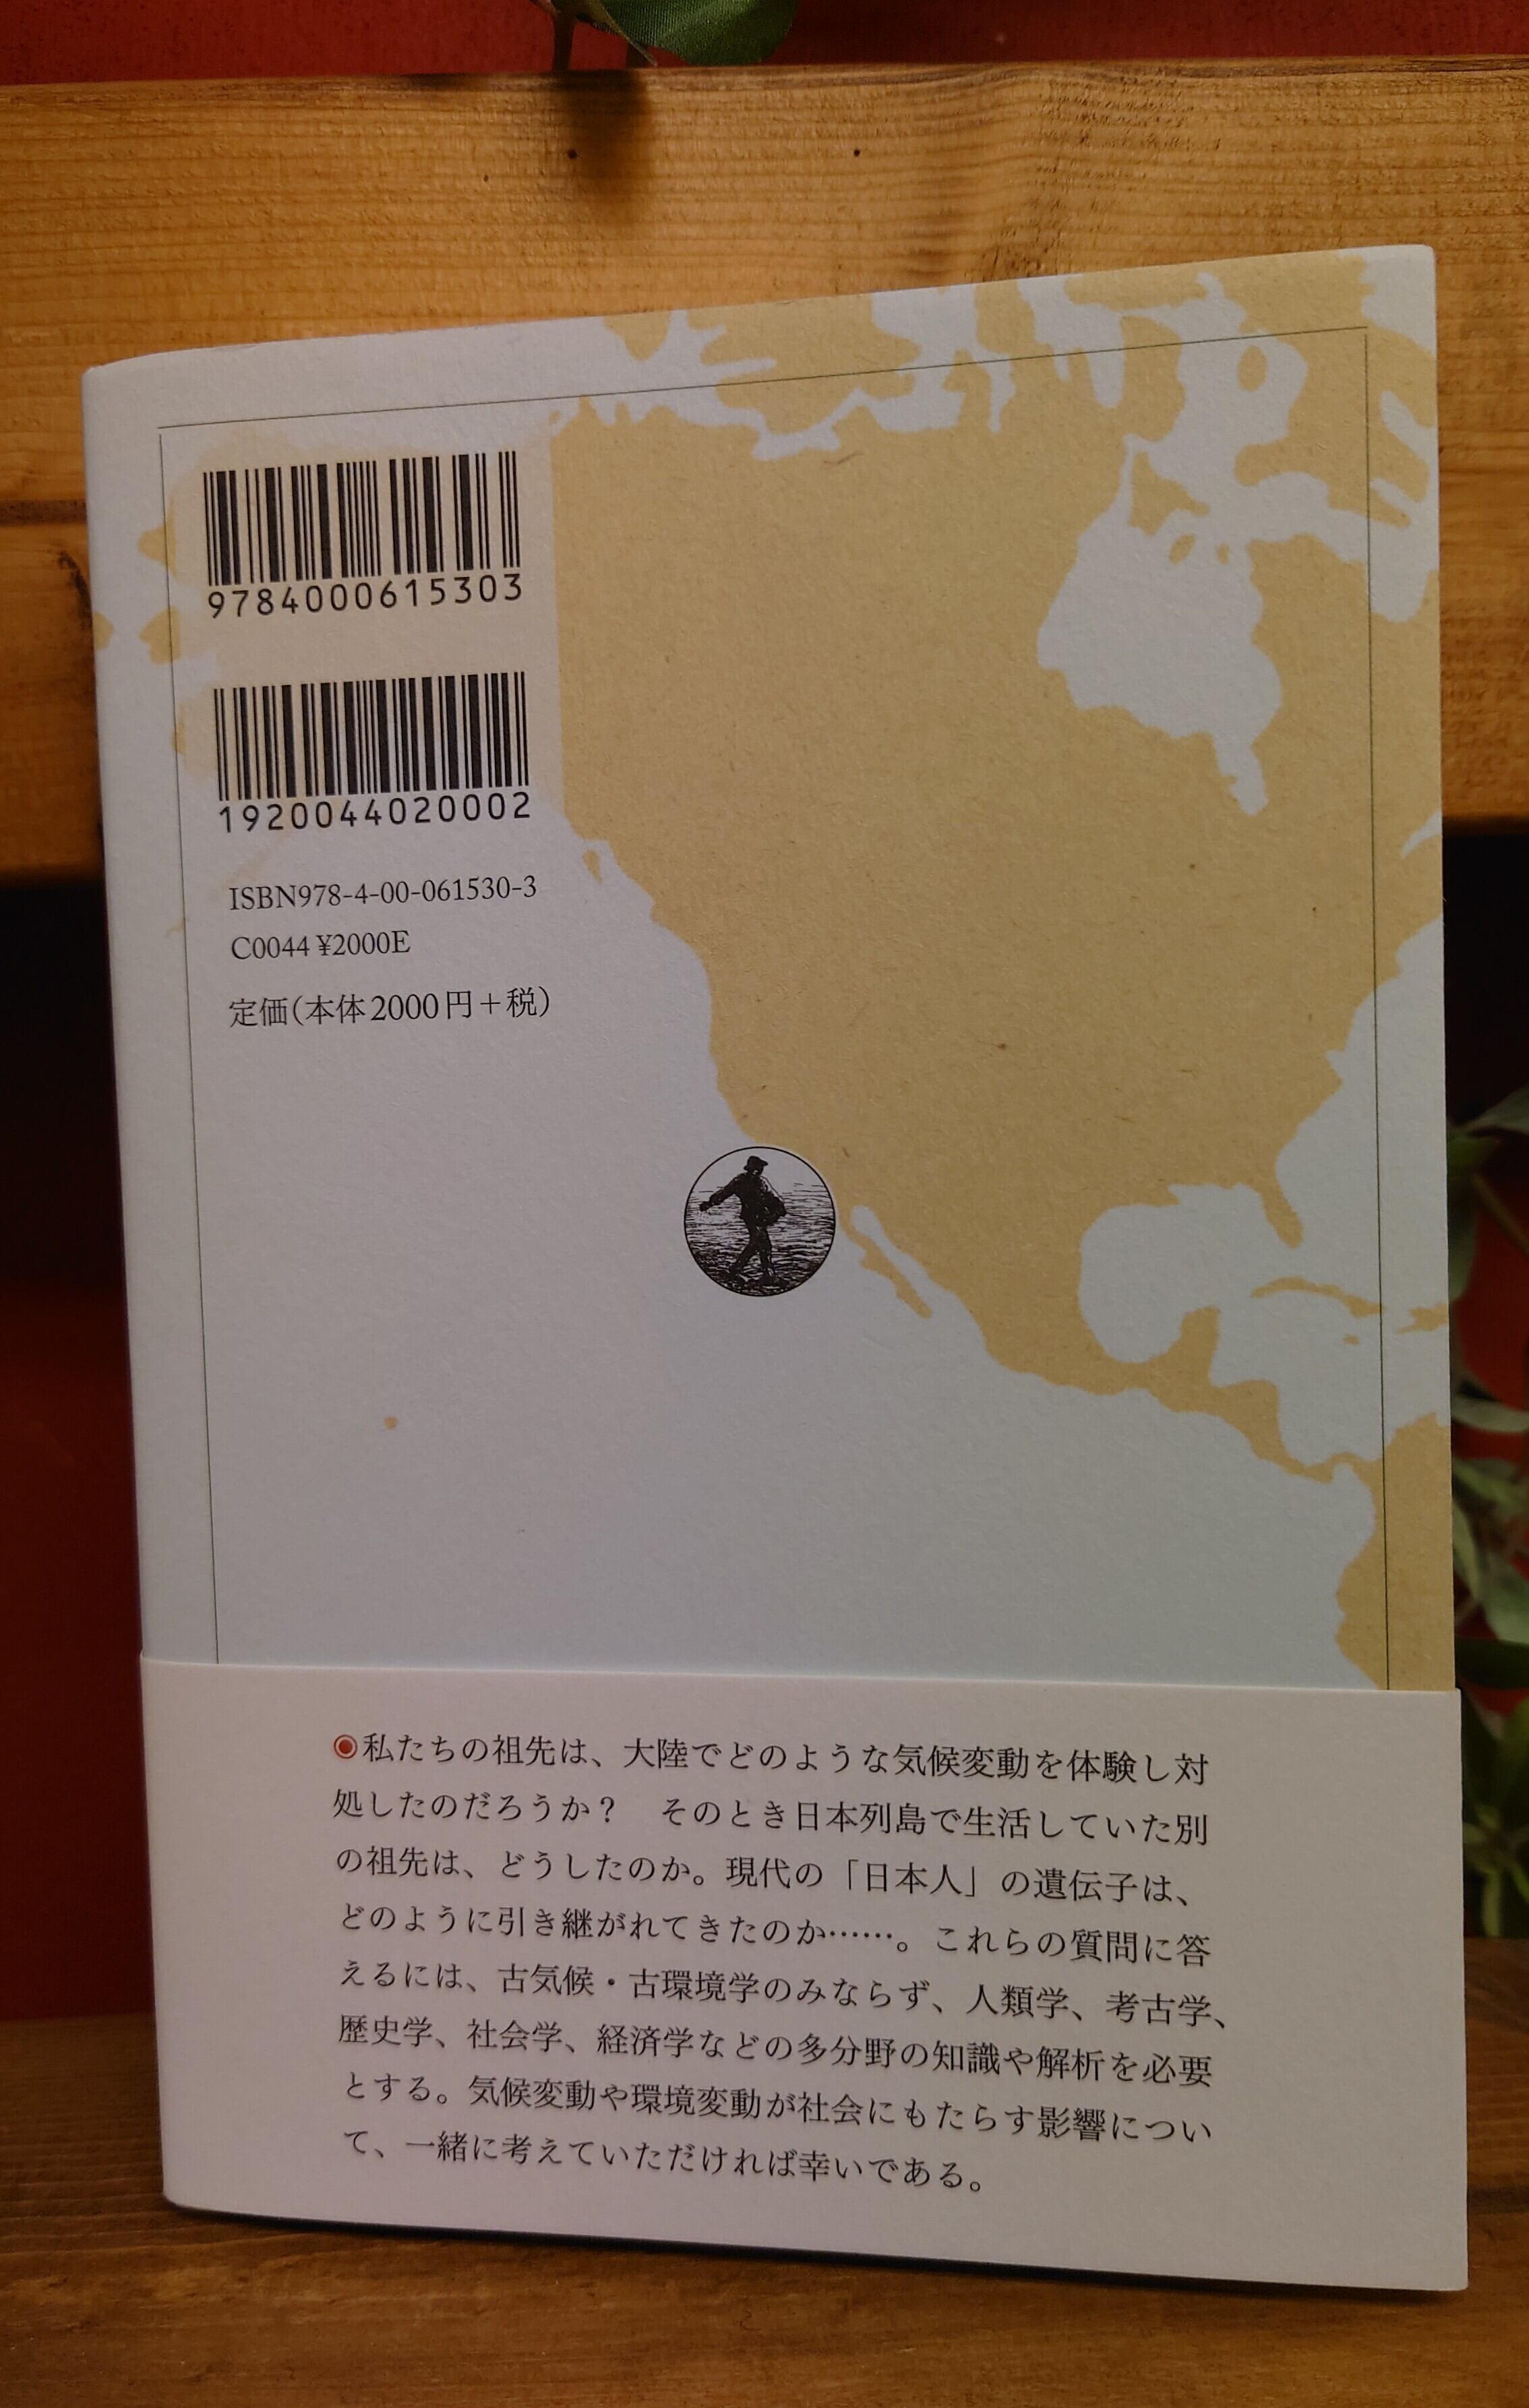 9784000615303
1920044020002
ISBN978-4-00-061530-3
C0044 ¥2000E
定価(本体2000円+税)
◉私たちの祖先は、大陸でどのような気候変動を体験し対
処したのだろうか？　そのとき日本列島で生活していた別
の祖先は、どうしたのか。現代の「日本人」の遺伝子は、
どのように引き継がれてきたのか……。これらの質問に答
えるには、古気候・古環境学のみならず、人類学、考古学、
歴史学、社会学、経済学などの多分野の知識や解析を必要
とする。気候変動や環境変動が社会にもたらす影響につい
て、一緒に考えていただければ幸いである。